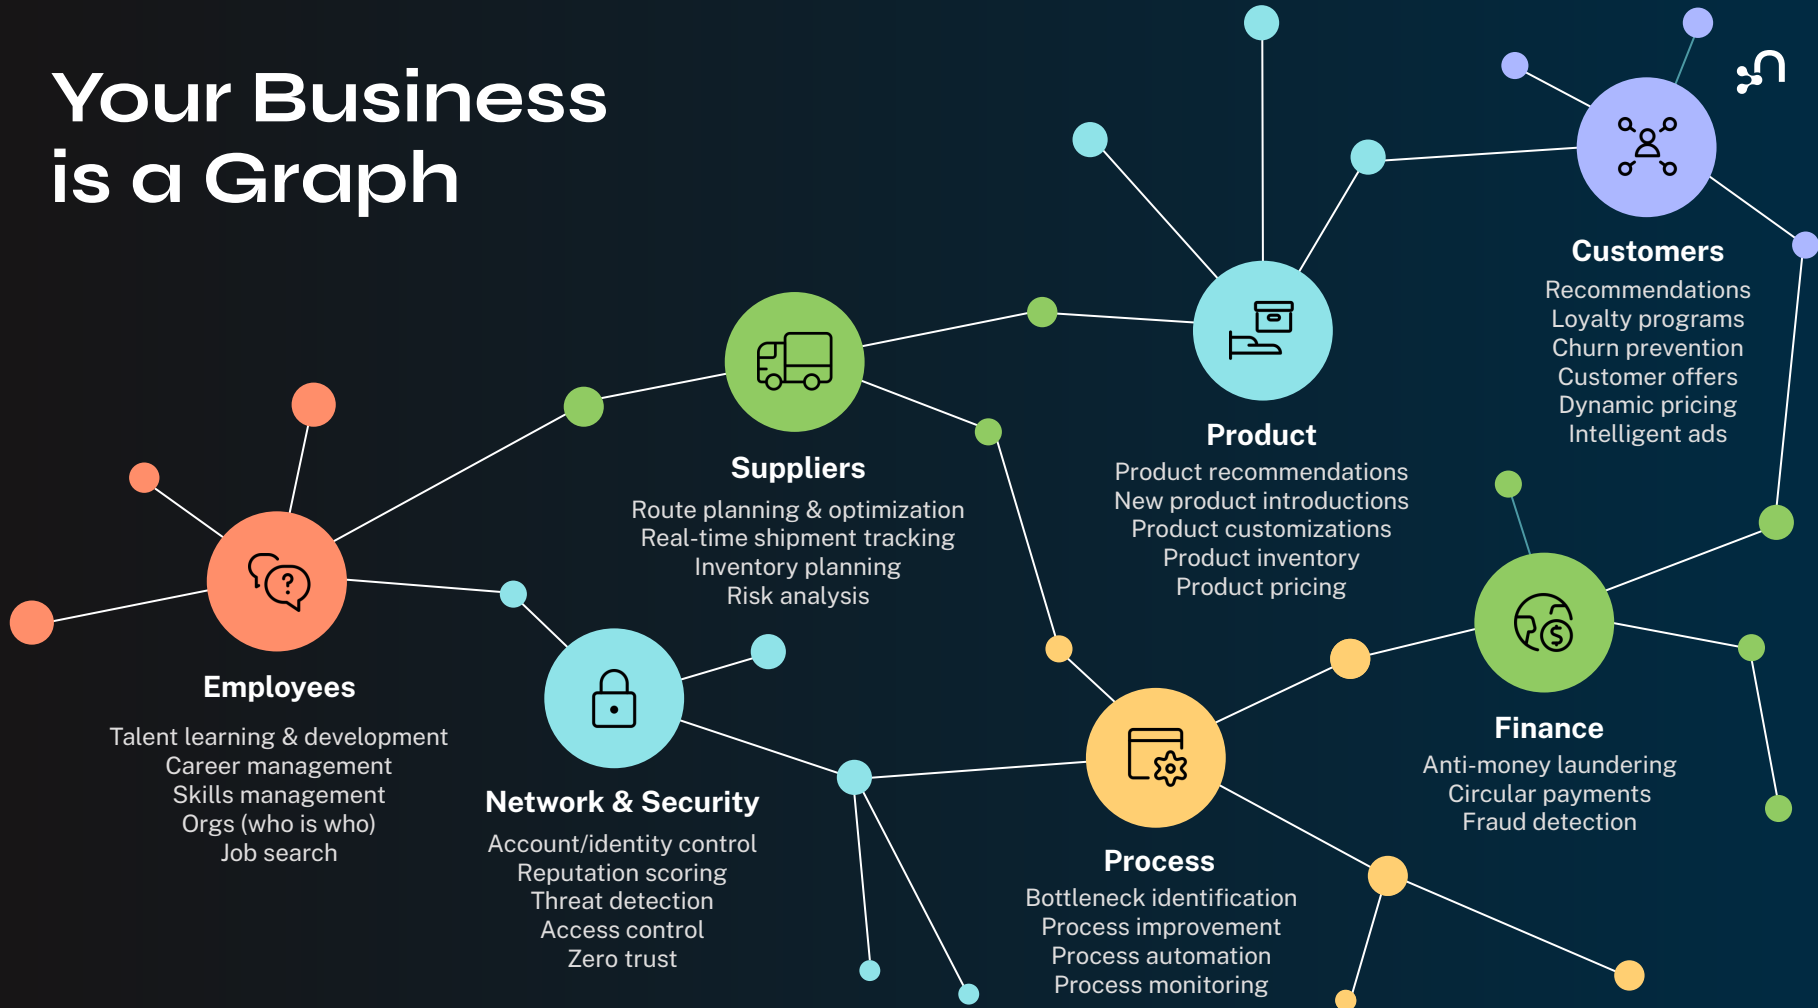 Your Business
is a Graph
Employees
Talent learning & development
Career management
Skills management
Orgs (who is who)
Job search
Network & Security
Account/identity control
Reputation scoring
Threat detection
Access control
Zero trust
Suppliers
Route planning & optimization
Real-time shipment tracking
Inventory planning
Risk analysis
Process
Bottleneck identification
Process improvement
Process automation
Process monitoring
Product
Product recommendations
New product introductions
Product customizations
Product inventory
Product pricing
Customers
Recommendations
Loyalty programs
Churn prevention
Customer offers
Dynamic pricing
Intelligent ads
Finance
Anti-money laundering
Circular payments
Fraud detection
?
$
n